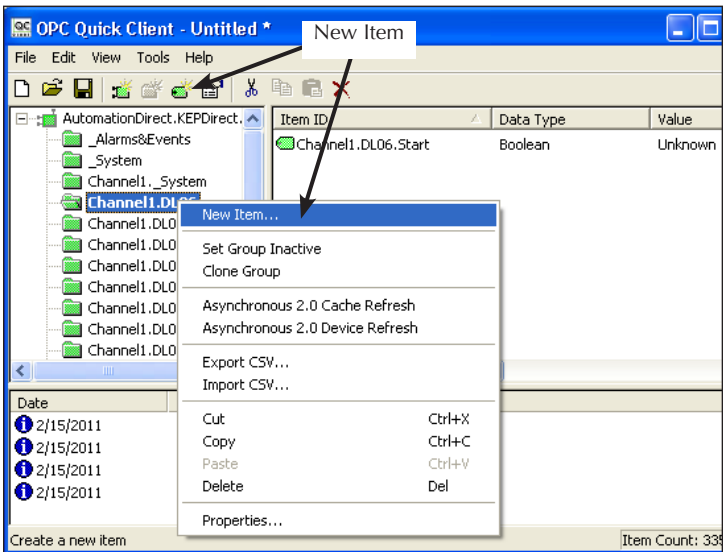 OPC Quick Client - Untitled *
New Item
File Edit View Tools Help
AutomationDirect.KEPDirect.
_Alarms&Events
_System
Channel1._System
Channel1.DL06
Channel1.DL0
Channel1.DL0
Channel1.DL0
Channel1.DL0
Channel1.DL0
Channel1.DL0
Channel1.DL0
Item ID Data Type Value
Channel1.DL06.Start Boolean Unknown
New Item...
Set Group Inactive
Clone Group
Asynchronous 2.0 Cache Refresh
Asynchronous 2.0 Device Refresh
Export CSV...
Import CSV...
Cut Ctrl+X
Copy Ctrl+C
Paste Ctrl+V
Delete Del
Properties...
Date
2/15/2011
2/15/2011
2/15/2011
2/15/2011
Create a new item
Item Count: 339